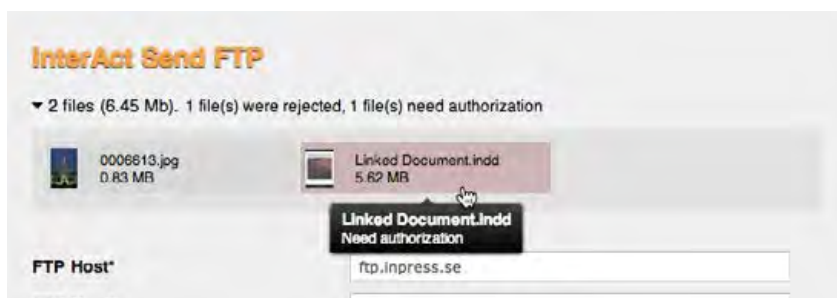 InterAct Send FTP
▼ 2 files (6.45 Mb). 1 file(s) were rejected, 1 file(s) need authorization
0006613.jpg
0.83 MB
Linked Document.indd
5.62 MB
Linked Document.indd
Need authorization
FTP Host*
ftp.inpress.se